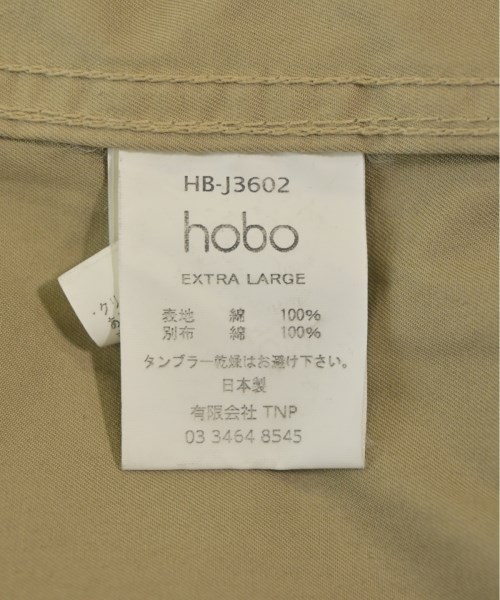 HB-J3602
hobo
EXTRA LARGE
表地 綿 100%
別布 綿 100%
タンブラー乾燥はお避け下さい。
日本製
有限会社 TNP
03 3464 8545
・クリ